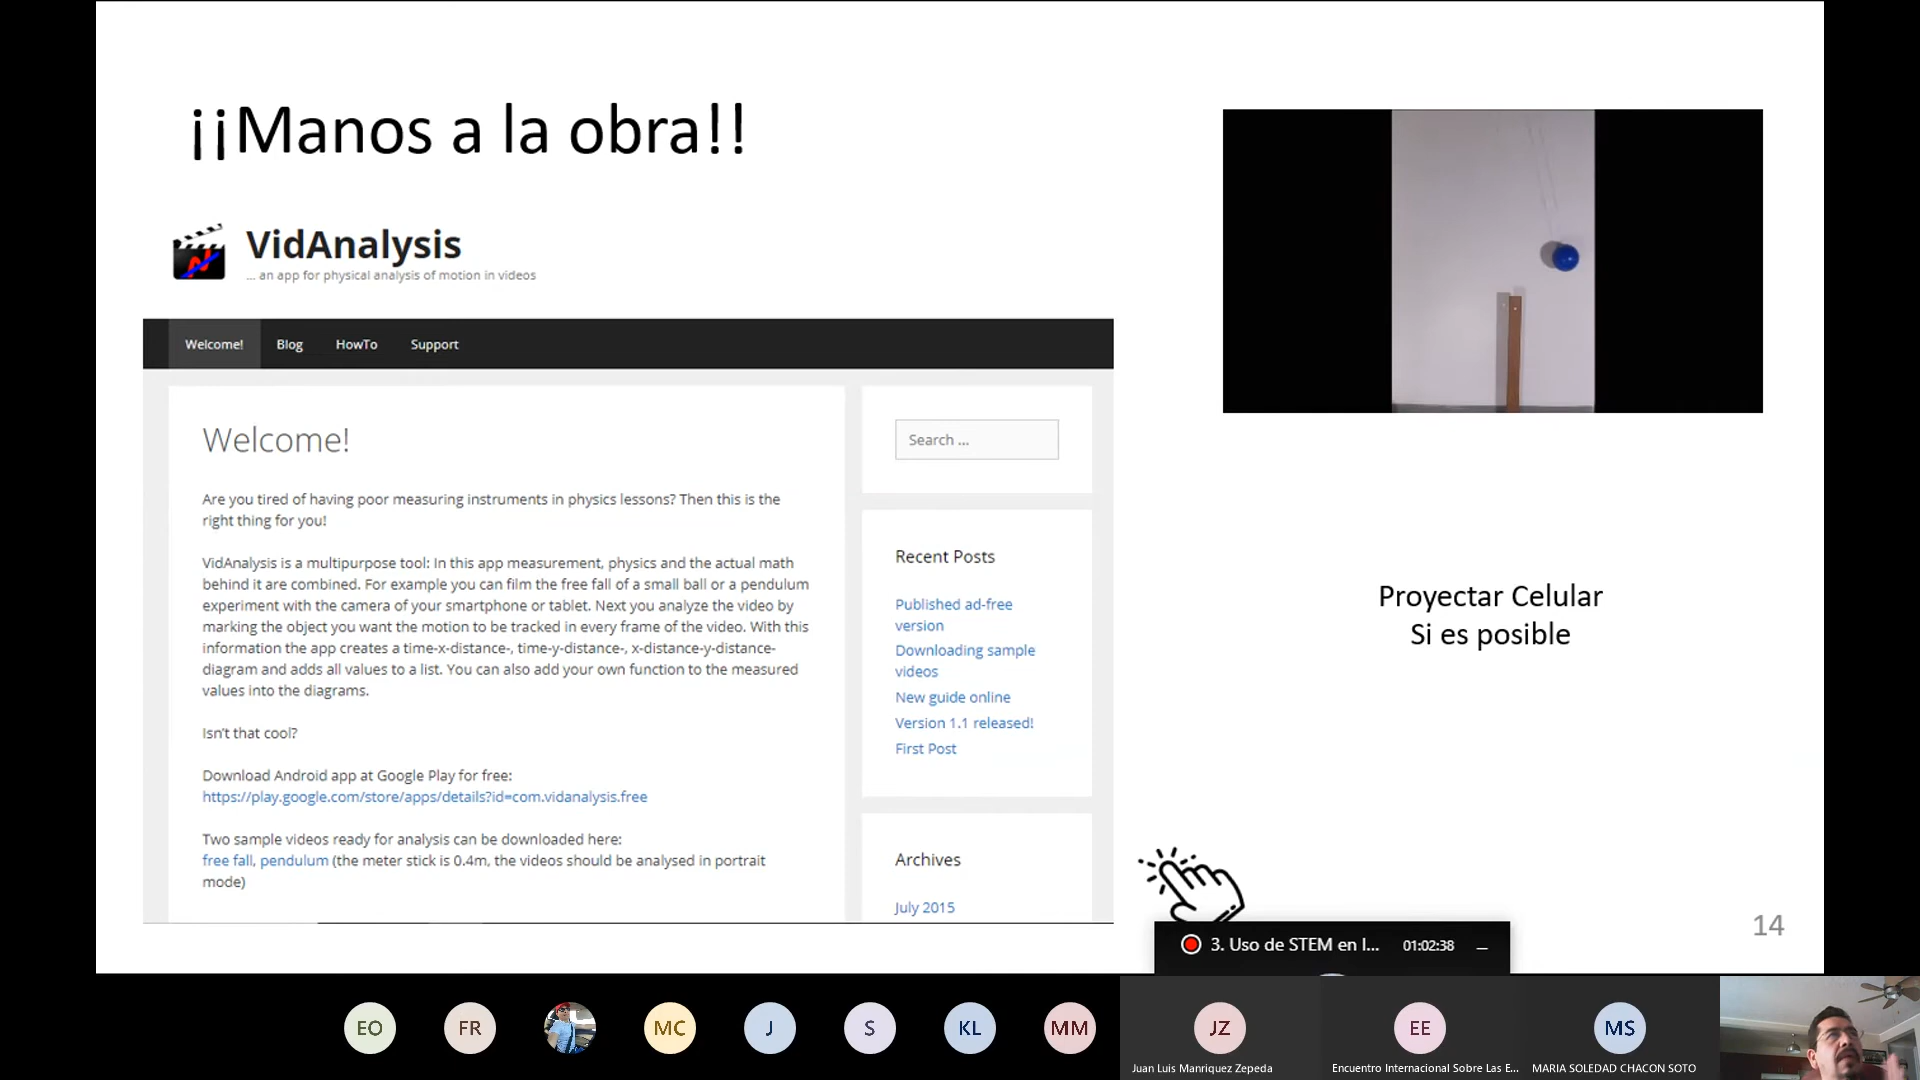 ¡¡Manos a la obra!!
VidAnalysis
... an app for physical analysis of motion in videos
Welcome!
Blog
HowTo
Support
Welcome!
Are you tired of having poor measuring instruments in physics lessons? Then this is the
right thing for you!
VidAnalysis is a multipurpose tool: In this app measurement, physics and the actual math
behind it are combined. For example you can film the free fall of a small ball or a pendulum
experiment with the camera of your smartphone or tablet. Next you analyze the video by
marking the object you want the motion to be tracked in every frame of the video. With this
information the app creates a time-x-distance-, time-y-distance-, x-distance-y-distance-
diagram and adds all values to a list. You can also add your own function to the measured
values into the diagrams.
Isn't that cool?
Download Android app at Google Play for free:
https://play.google.com/store/apps/details?id=com.vidanalysis.free
Two sample videos ready for analysis can be downloaded here:
free fall, pendulum (the meter stick is 0.4m, the videos should be analysed in portrait
mode)
Search ...
Recent Posts
Published ad-free
version
Downloading sample
videos
New guide online
Version 1.1 released!
First Post
Archives
July 2015
Proyectar Celular
Si es posible
14
3. Uso de STEM en l...
01:02:38
EO
FR
MC
J
S
KL
MM
JZ
EE
MS
Juan Luis Manriquez Zepeda
Encuentro Internacional Sobre Las E...
MARIA SOLEDAD CHACON SOTO